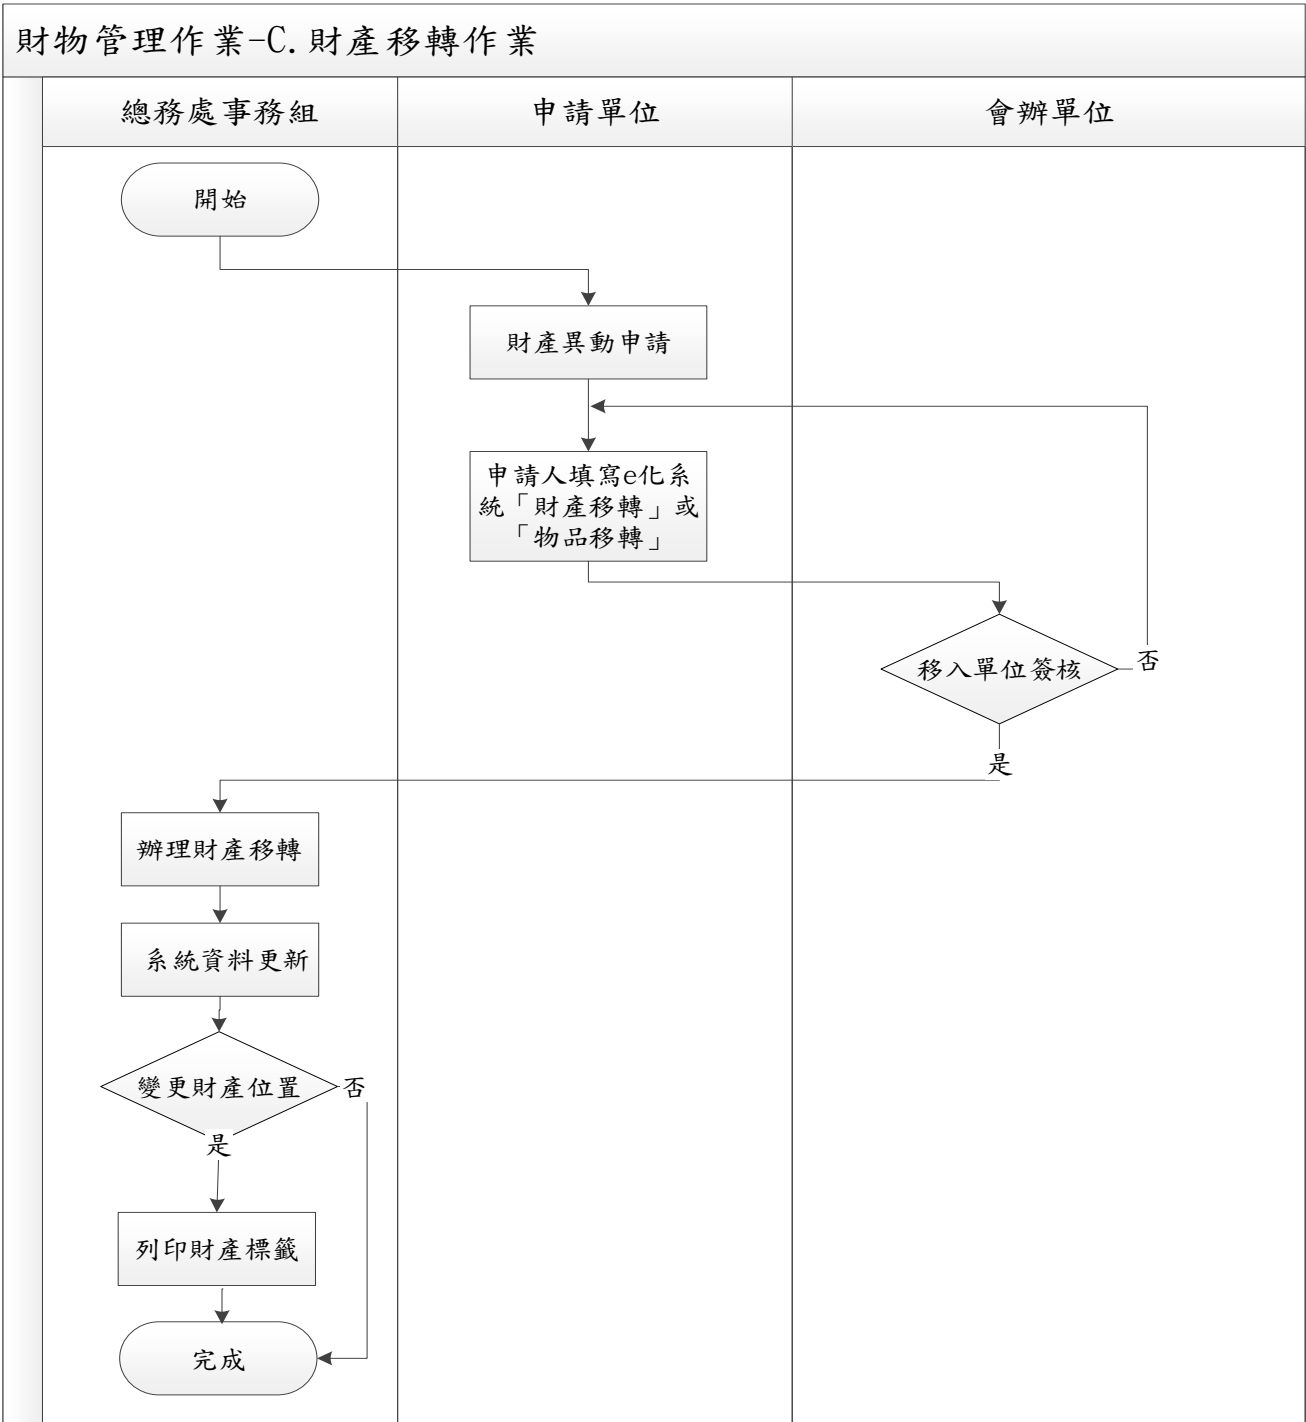 財物管理作業-C.財產移轉作業
總務處事務組
申請單位
會辦單位
開始
財產異動申請
申請人填寫e化系
統「財產移轉」或
「物品移轉」
移入單位簽核
否
是
辦理財產移轉
系統資料更新
變更財產位置
否
是
列印財產標籤
完成